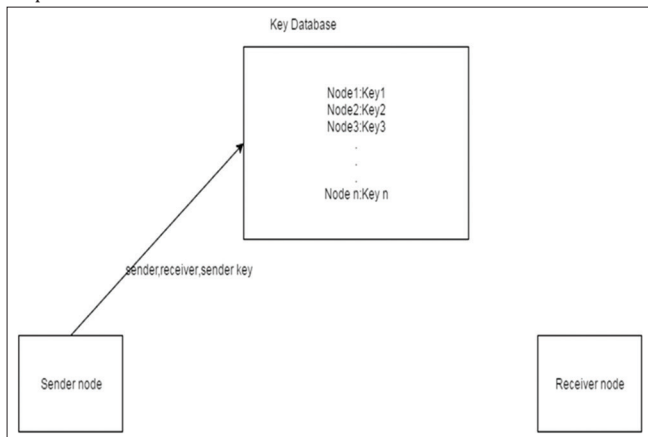 Key Database
Node1:Key1
Node2:Key2
Node3:Key3
.
.
.
Node n:Key n
sender,receiver,sender key
Sender node
Receiver node